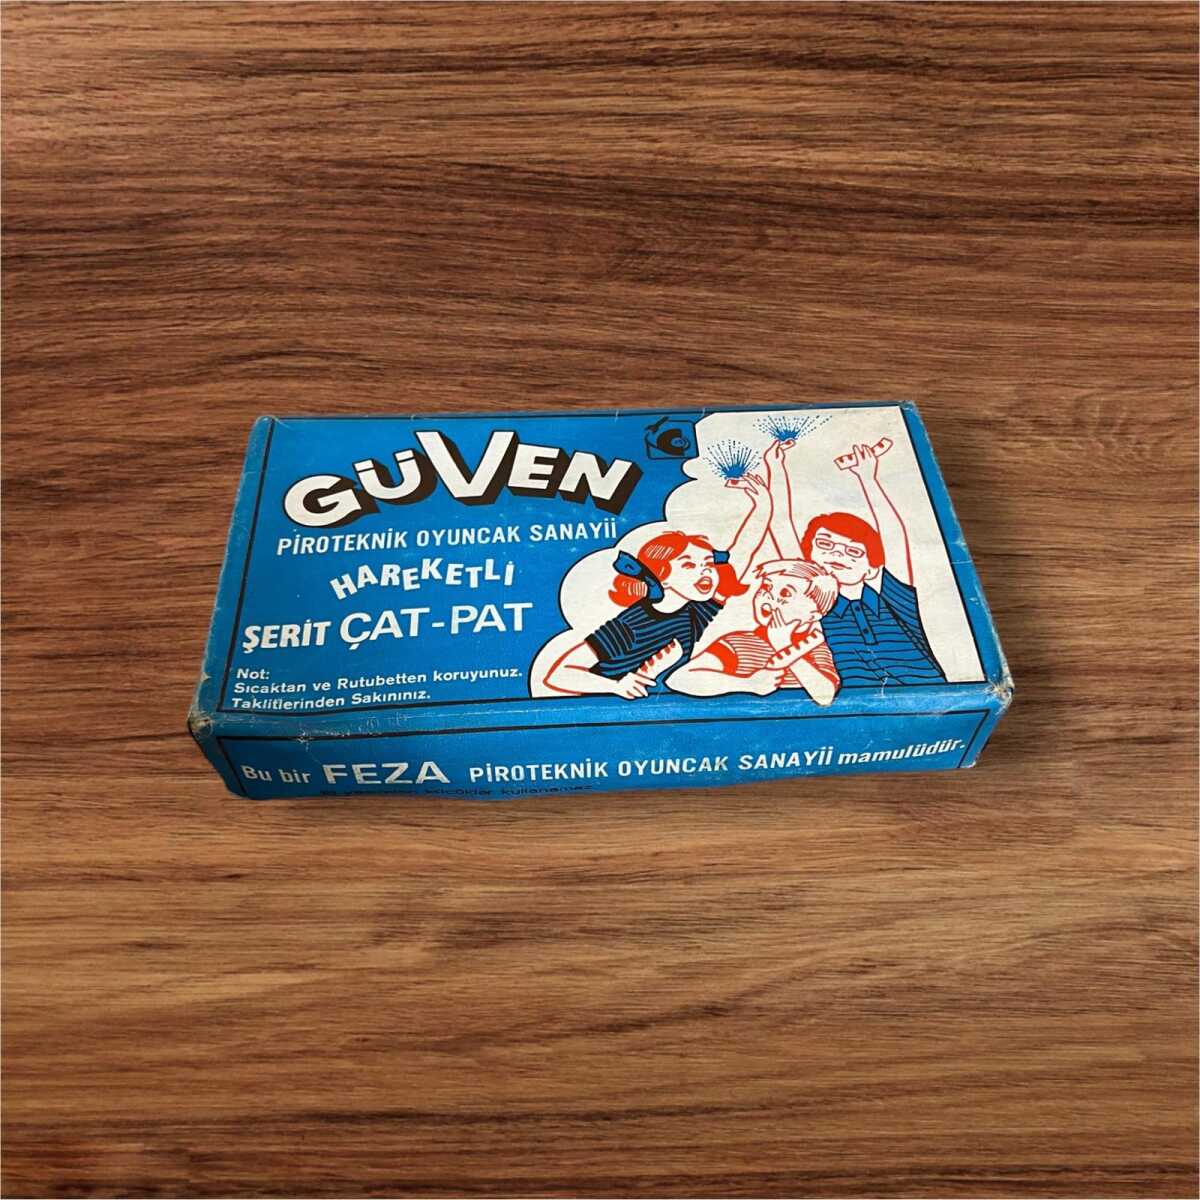 GÜVEN
PİROTEKNİK OYUNCAK SANAYİİ
HAREKETLİ
ŞERİT ÇAT-PAT
Not:
Sıcaktan ve Rutubetten koruyunuz.
Taklitlerinden Sakınınız.
Bu bir FEZA PİROTEKNİK OYUNCAK SANAYİİ mamulüdür.
yaşından küçükler kullanamaz.